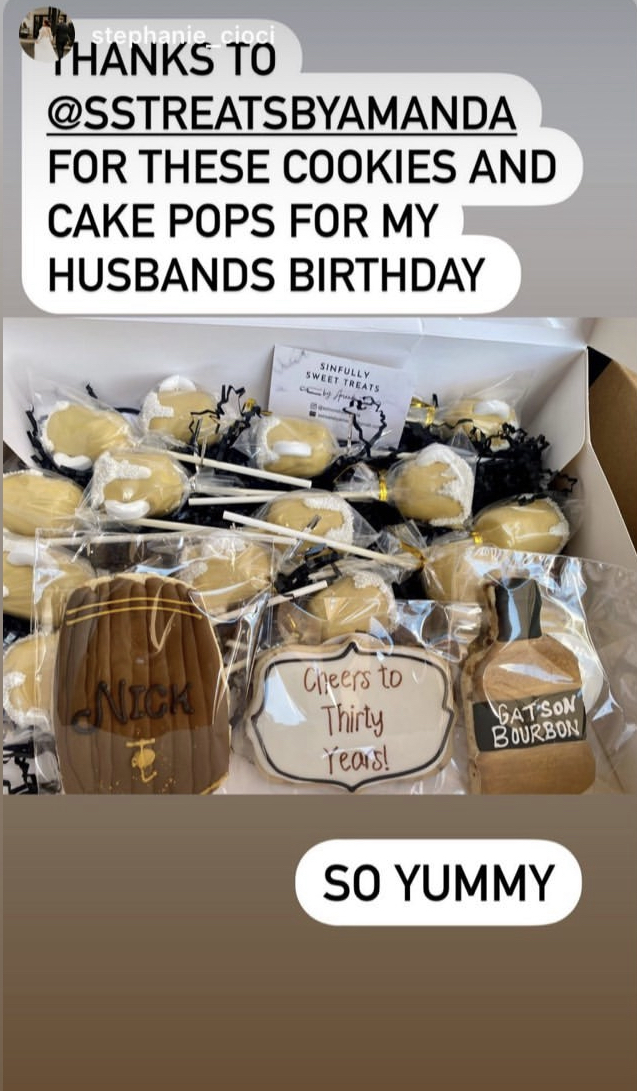 stephanie_cioci
THANKS TO
@SSTREATSBYAMANDA
FOR THESE COOKIES AND
CAKE POPS FOR MY
HUSBANDS BIRTHDAY
SINFULLY
SWEET TREATS
by
NICK
Cheers to
Thirty
Years!
GATSON
BOURBON
SO YUMMY